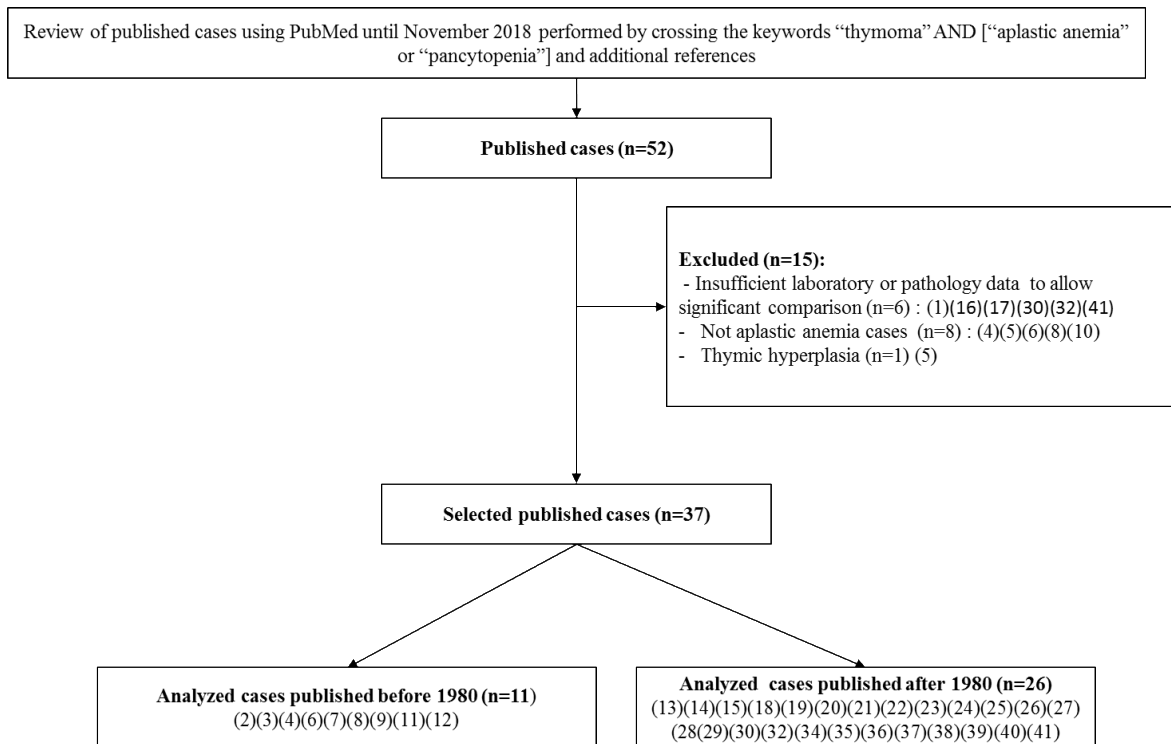 Review of published cases using PubMed until November 2018 performed by crossing the keywords “thymoma” AND [“aplastic anemia”
or “pancytopenia”] and additional references
Published cases (n=52)
Excluded (n=15):
- Insufficient laboratory or pathology data to allow
significant comparison (n=6) : (1)(16)(17)(30)(32)(41)
- Not aplastic anemia cases (n=8) : (4)(5)(6)(8)(10)
- Thymic hyperplasia (n=1) (5)
Selected published cases (n=37)
Analyzed cases published before 1980 (n=11)
(2)(3)(4)(6)(7)(8)(9)(11)(12)
Analyzed cases published after 1980 (n=26)
(13)(14)(15)(18)(19)(20)(21)(22)(23)(24)(25)(26)(27)
(28(29)(30)(32)(34)(35)(36)(37)(38)(39)(40)(41)